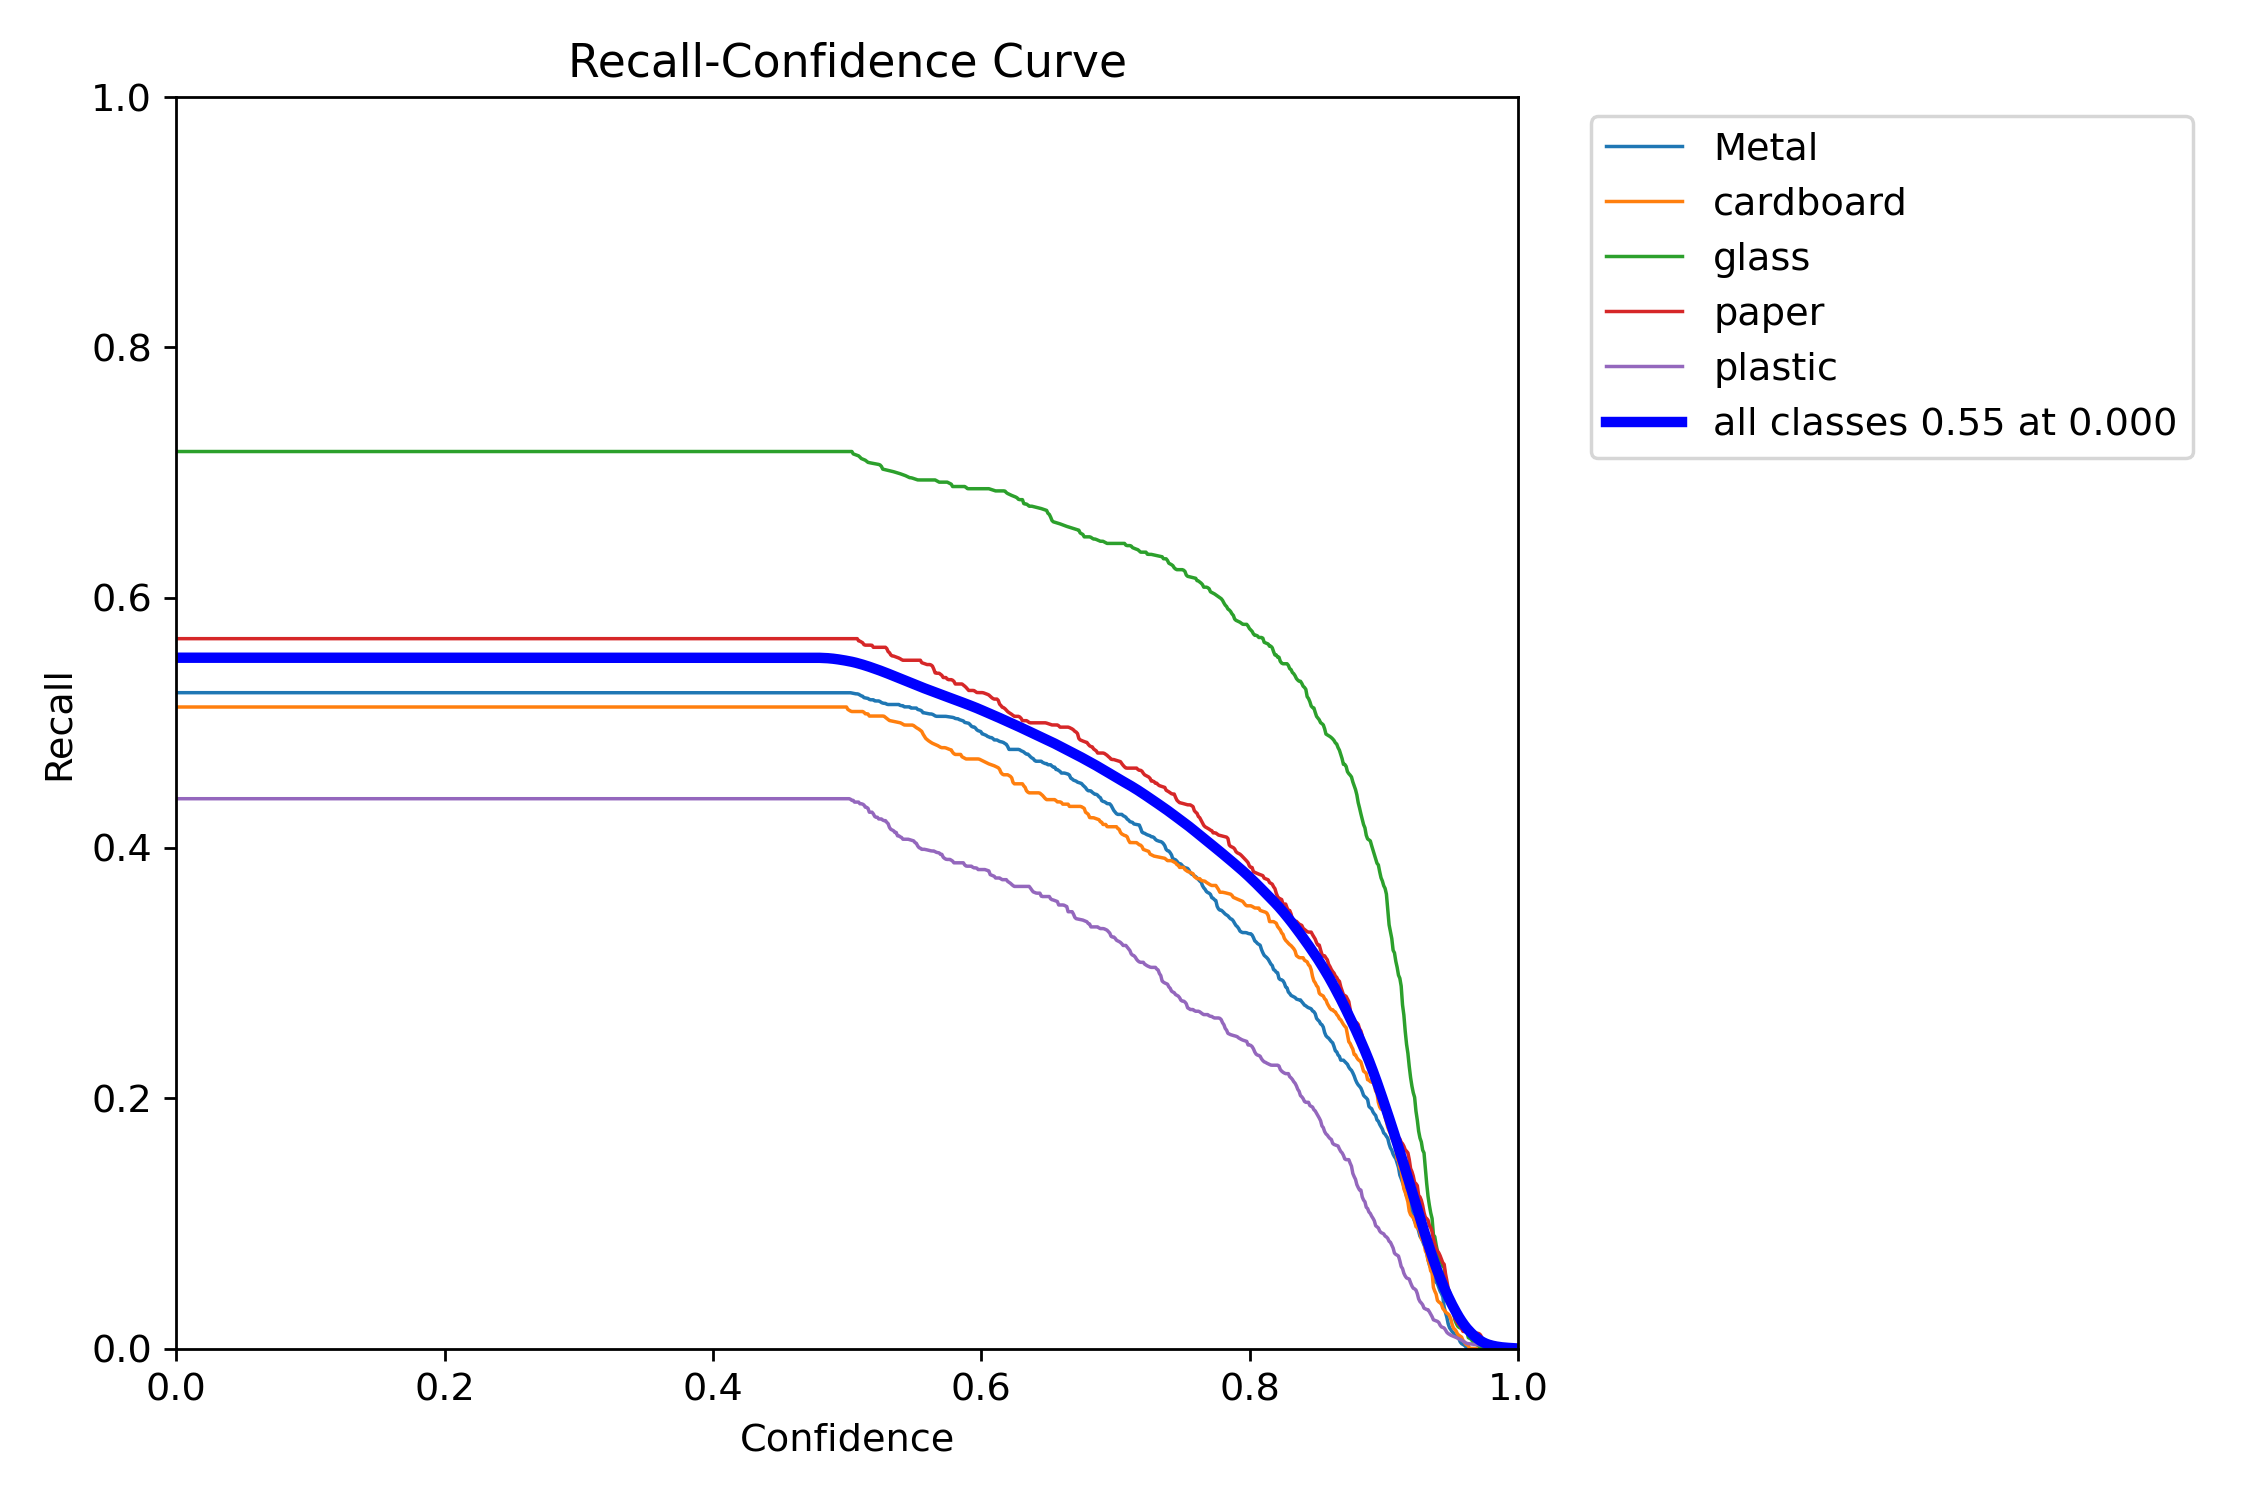 Recall-Confidence Curve
1.0
0.8
0.6
0.4
0.2
0.0
Recall
0.0 0.2 0.4 0.6 0.8 1.0
Confidence
Metal
cardboard
glass
paper
plastic
all classes 0.55 at 0.000